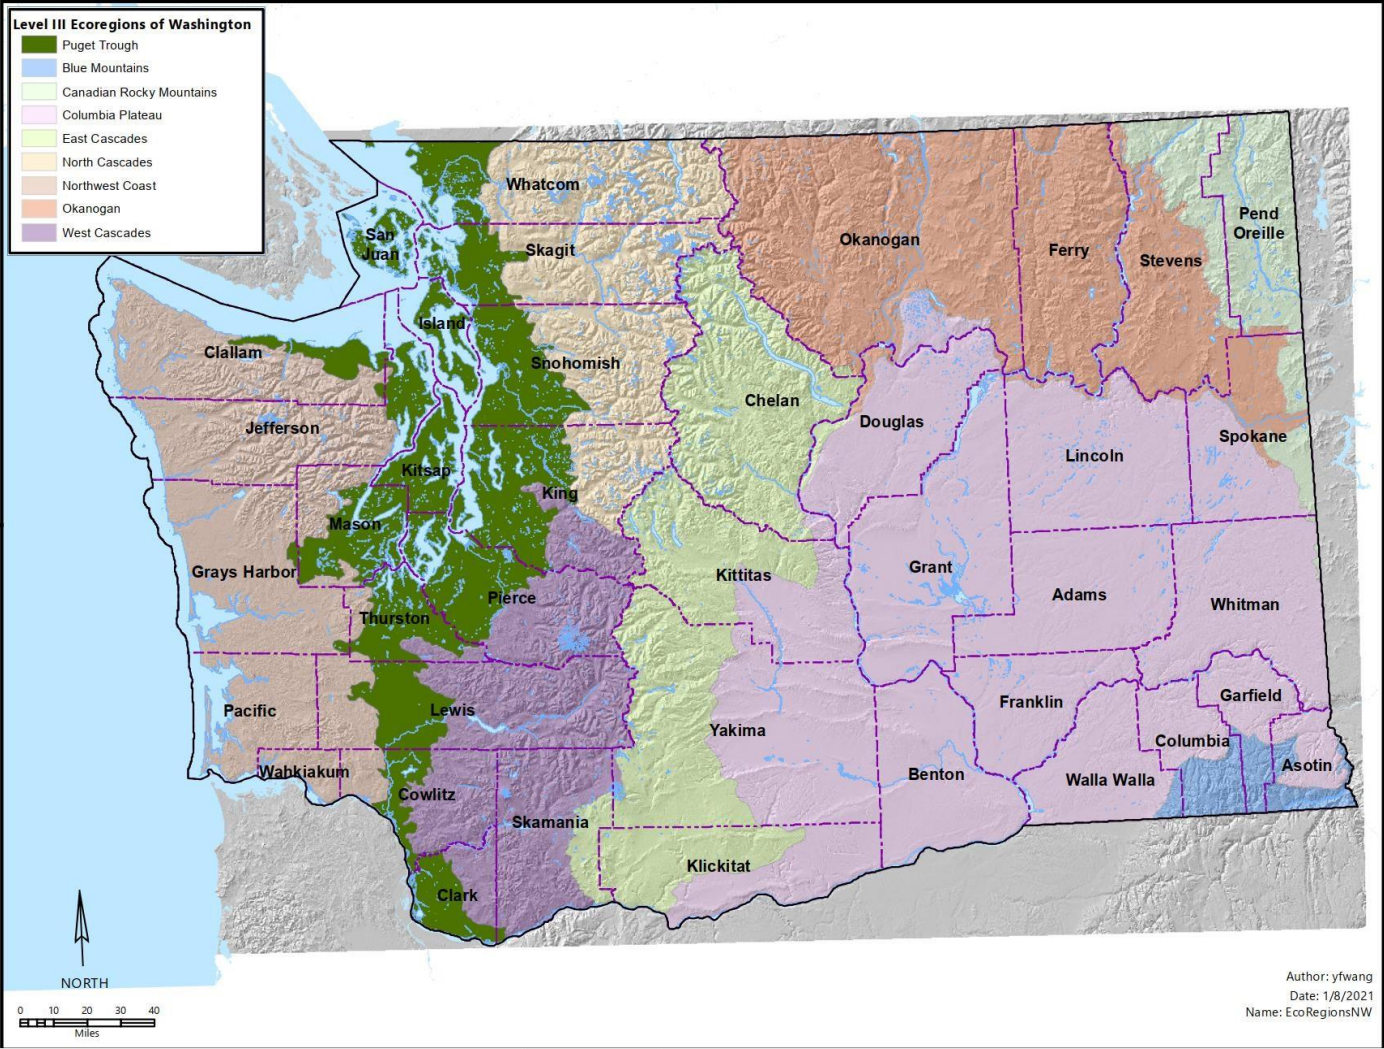 Level III Ecoregions of Washington
Puget Trough
Blue Mountains
Canadian Rocky Mountains
Columbia Plateau
East Cascades
North Cascades
Northwest Coast
Okanogan
West Cascades
Whatcom
San
Juan
Skagit
Okanogan
Ferry
Stevens
Pend
Oreille
Island
Clallam
Snohomish
Chelan
Jefferson
Douglas
Spokane
Lincoln
Kitsap
King
Mason
Grays Harbor
Kittitas
Grant
Adams
Whitman
Pierce
Thurston
Pacific
Lewis
Yakima
Franklin
Garfield
Columbia
Wahkiakum
Cowlitz
Benton
Walla Walla
Asotin
Skamania
Klickitat
Clark
NORTH
0 10 20 30 40
Miles
Author: yfwang
Date: 1/8/2021
Name: EcoRegionsNW